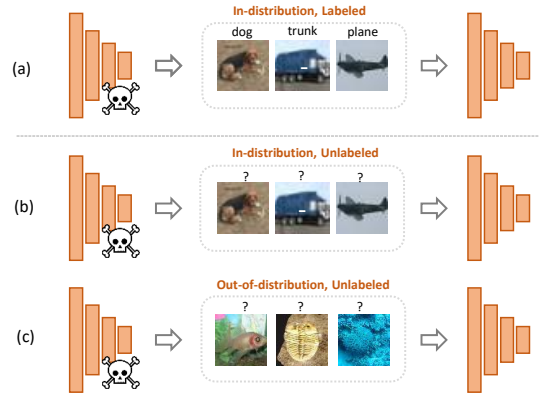 In-distribution, Labeled
dog trunk plane
(a)
In-distribution, Unlabeled
? ? ?
(b)
Out-of-distribution, Unlabeled
? ? ?
(c)